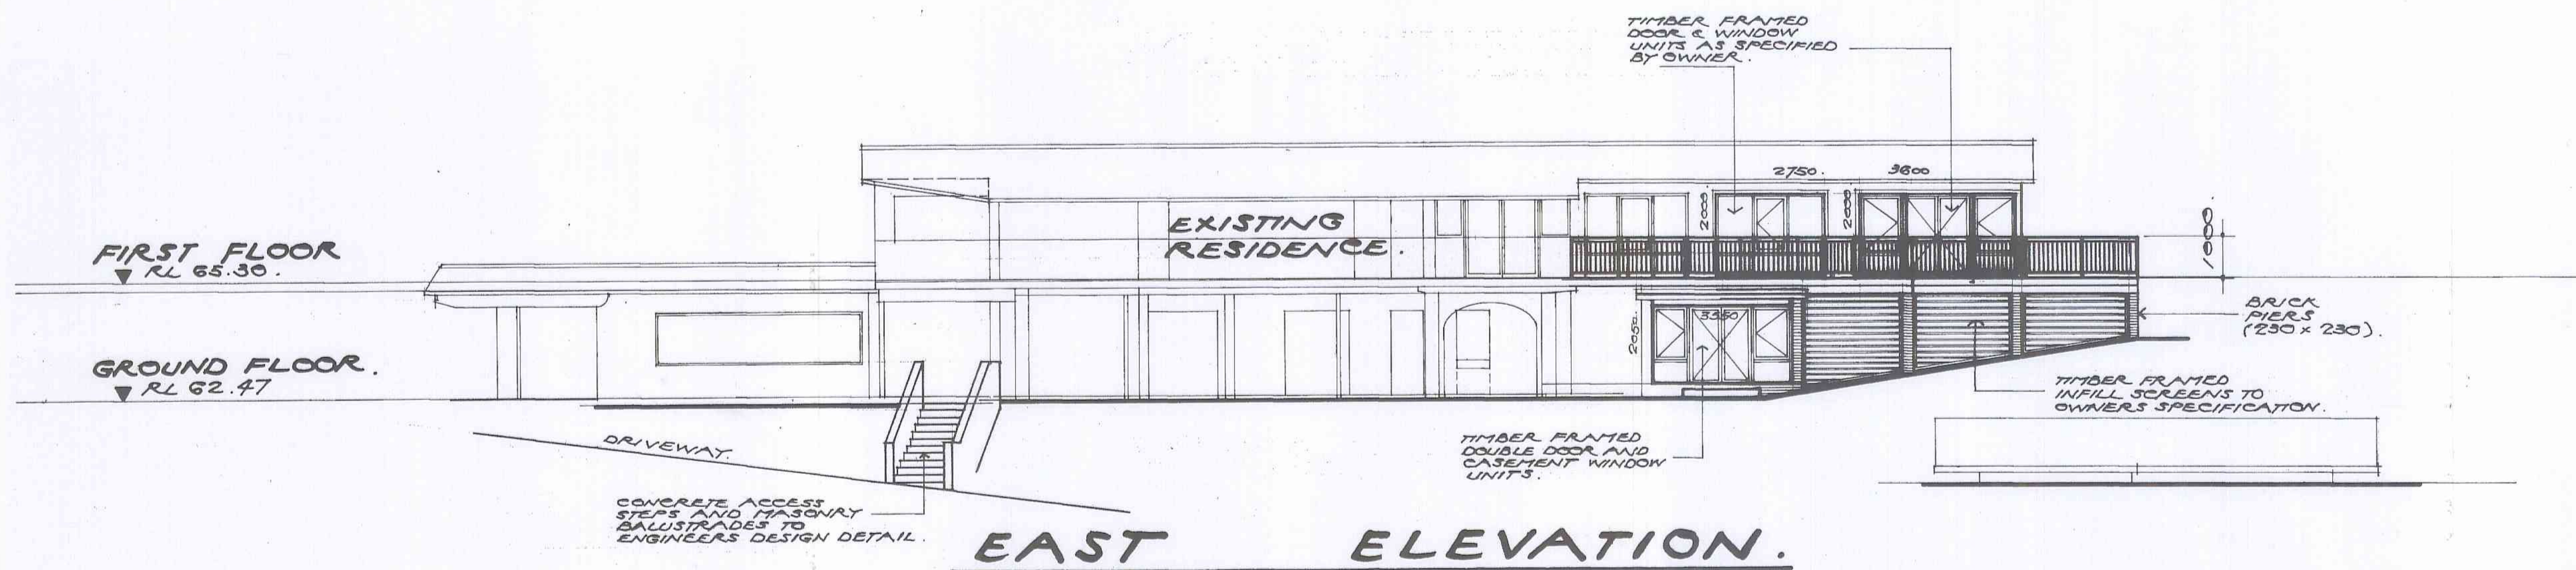 TIMBER FRAMED
DOOR & WINDOW
UNITS AS SPECIFIED
BY OWNER.
2750.
3600
2000
2000
EXISTING
RESIDENCE.
1000.
FIRST FLOOR
RL 65.30.
3550
2050.
BRICK
PIERS
(230 x 230).
GROUND FLOOR.
RL 62.47
TIMBER FRAMED
INFILL SCREENS TO
OWNERS SPECIFICATION.
DRIVEWAY.
TIMBER FRAMED
DOUBLE DOOR AND
CASEMENT WINDOW
UNITS.
CONCRETE ACCESS
STEPS AND MASONRY
BALUSTRADES TO
ENGINEERS DESIGN DETAIL.
EAST ELEVATION.